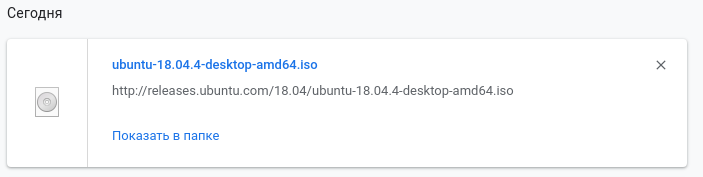 Сегодня
ubuntu-18.04.4-desktop-amd64.iso
http://releases.ubuntu.com/18.04/ubuntu-18.04.4-desktop-amd64.iso
Показать в папке